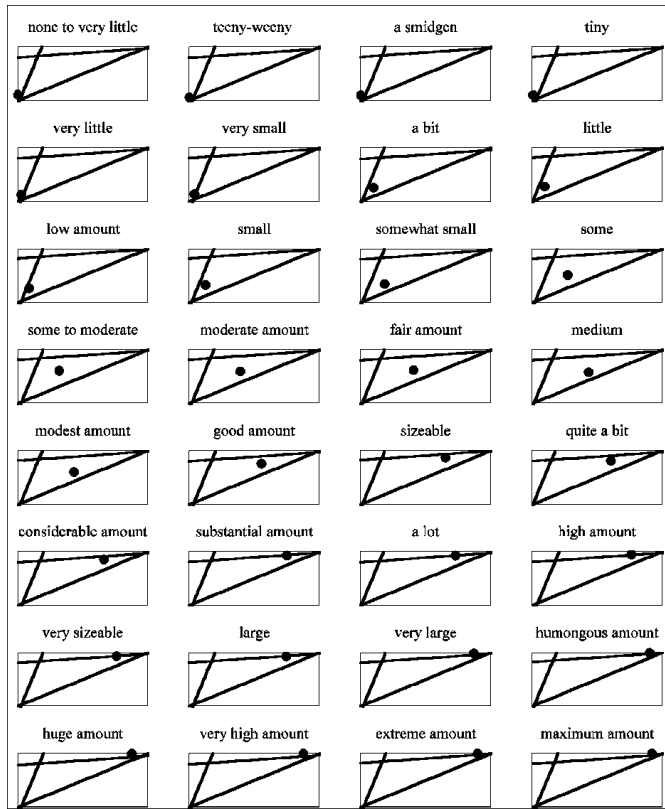 none to very little teeny-weeny a smidgen tiny
very little very small a bit little
low amount small somewhat small some
some to moderate moderate amount fair amount medium
modest amount good amount sizeable quite a bit
considerable amount substantial amount a lot high amount
very sizeable large very large humongous amount
huge amount very high amount extreme amount maximum amount